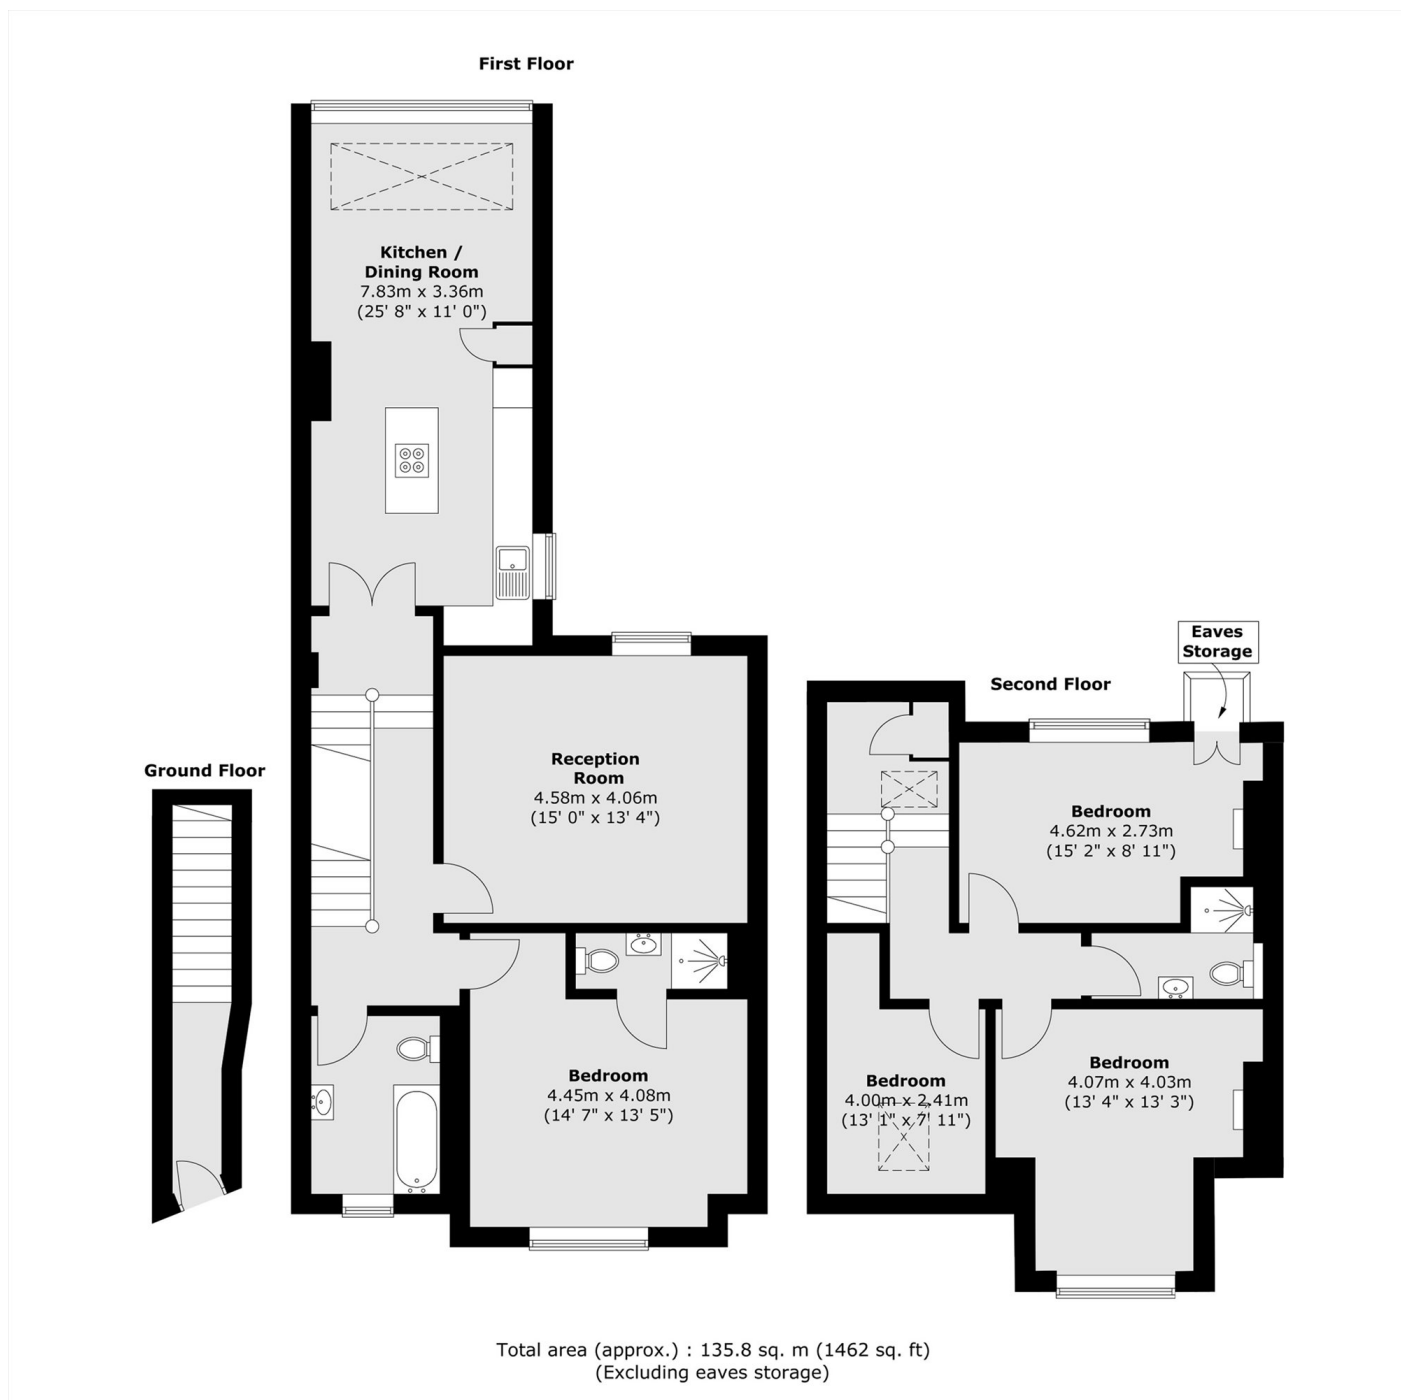 First Floor
Kitchen /
Dining Room
7.83m x 3.36m
(25' 8" x 11' 0")
Reception
Room
4.58m x 4.06m
(15' 0" x 13' 4")
Bedroom
4.45m x 4.08m
(14' 7" x 13' 5")
Ground Floor
Second Floor
Eaves
Storage
Bedroom
4.62m x 2.73m
(15' 2" x 8' 11")
Bedroom
4.00m x 2.41m
(13' 1" x 7' 11")
Bedroom
4.07m x 4.03m
(13' 4" x 13' 3")
Total area (approx.) : 135.8 sq. m (1462 sq. ft)
(Excluding eaves storage)